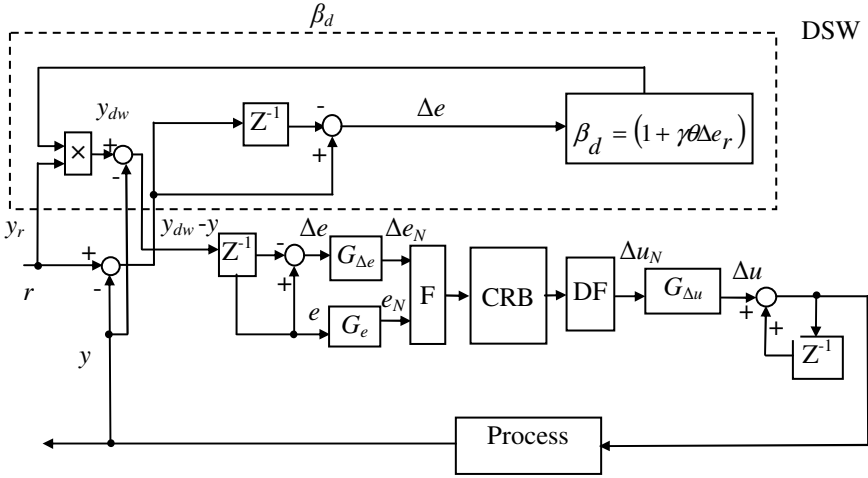 β_d
DSW
y_dw
Z⁻¹
-
Δe
β_d = (1 + γθΔe_r)
×
+
-
+
y_r
y_dw -y
+
r
-
Z⁻¹
-
Δe
+
G_Δe
Δe_N
e
G_e
e_N
F
CRB
DF
Δu_N
G_Δu
Δu
+
+
Z⁻¹
y
Process